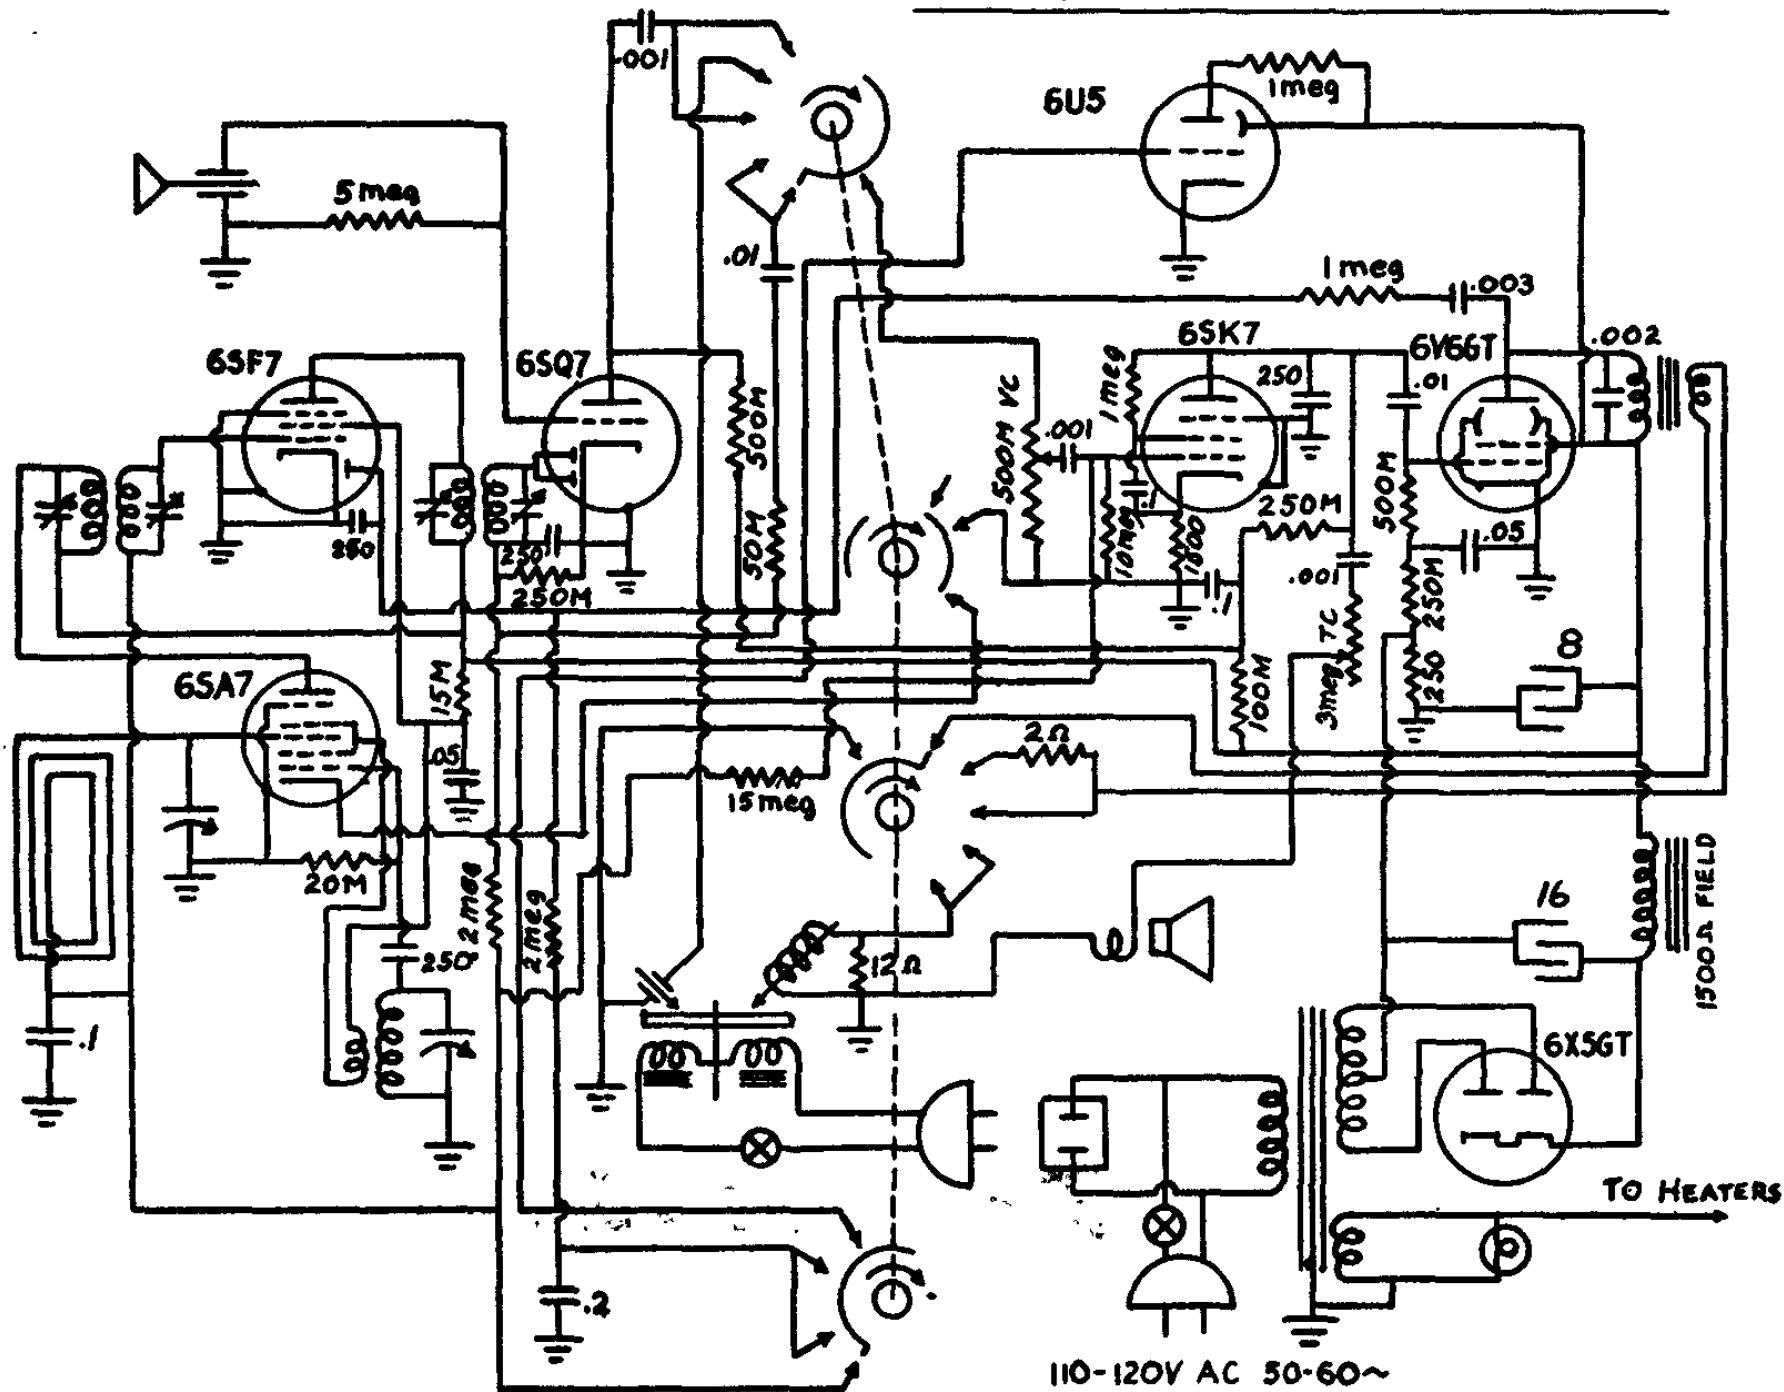 .001
6U5
1meg
5meg
.01
1meg
.003
6SF7
6SQ7
6SK7
6V6GT
.002
1meg
250
.01
500M
500M VC
.001
.1
250M
500M
10meg
1800
.05
250
250
250M
50M
.1
.001
250M
6SA7
15M
100M
3meg TC
250
8
.05
2Ω
15meg
20M
2meg
2meg
250
12Ω
16
1500Ω FIELD
.1
6X5GT
TO HEATERS
.2
110-120V AC 50-60~